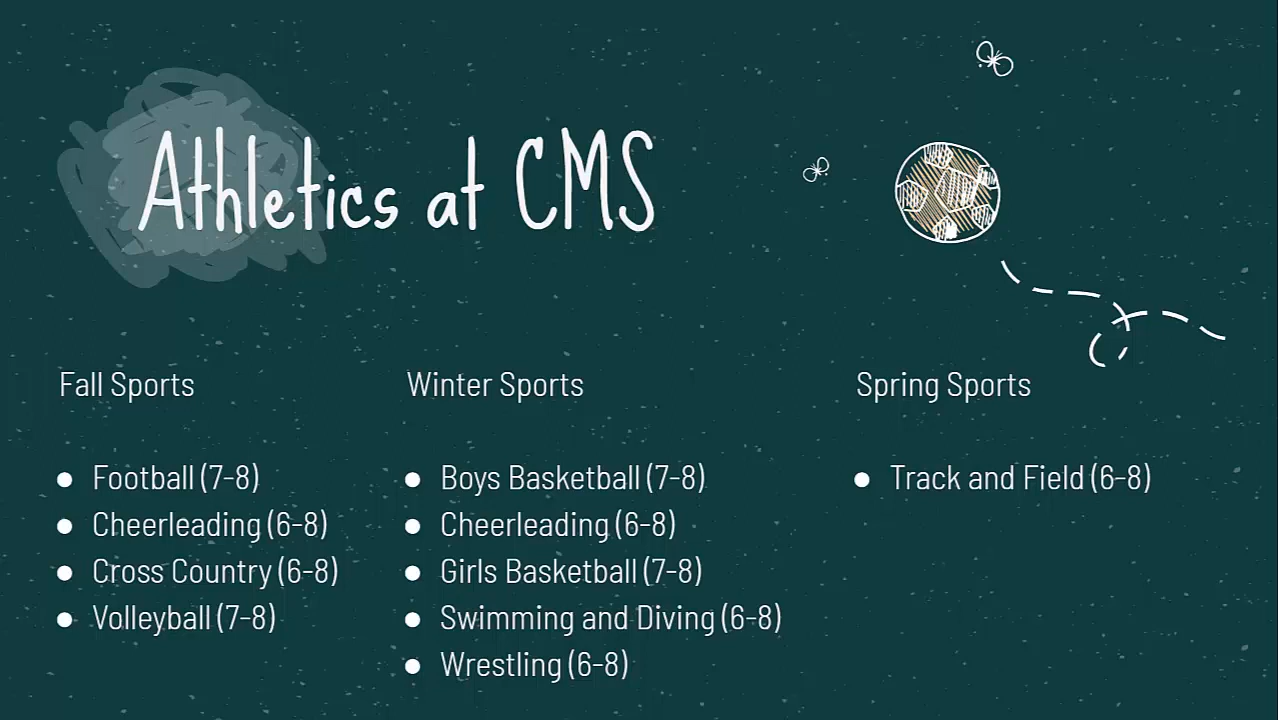 Athletics at CMS
Fall Sports
● Football (7-8)
● Cheerleading (6-8)
● Cross Country (6-8)
● Volleyball (7-8)
Winter Sports
● Boys Basketball (7-8)
● Cheerleading (6-8)
● Girls Basketball (7-8)
● Swimming and Diving (6-8)
● Wrestling (6-8)
Spring Sports
● Track and Field (6-8)